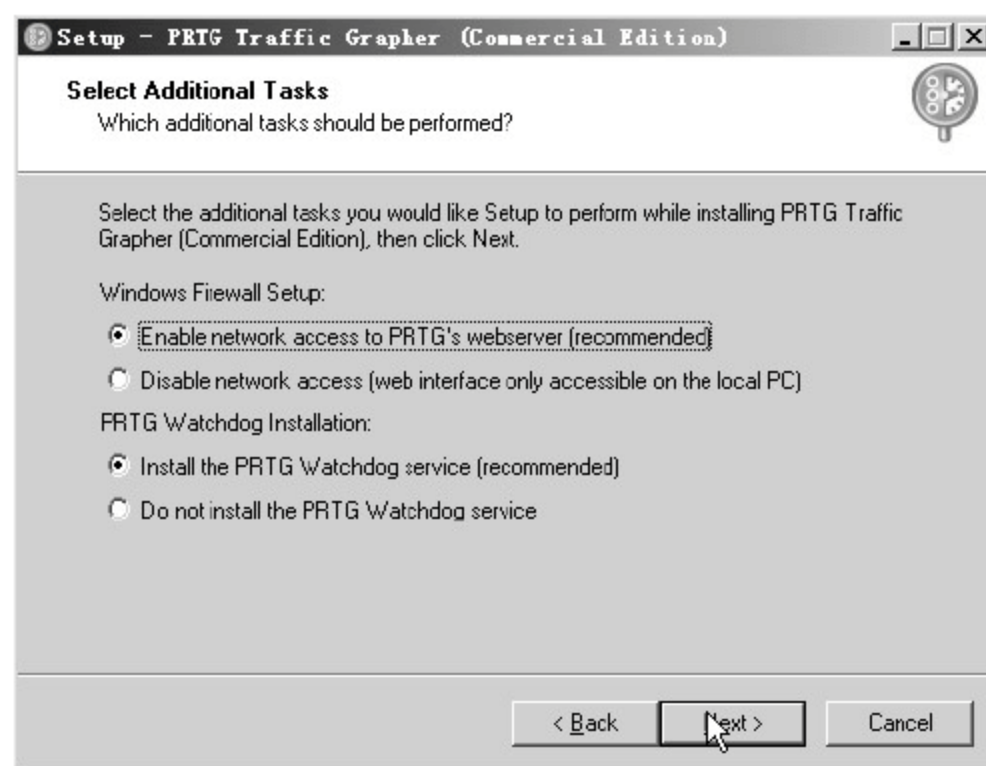 Setup - PRTG Traffic Grapher (Commercial Edition)
Select Additional Tasks
Which additional tasks should be performed?
Select the additional tasks you would like Setup to perform while installing PRTG Traffic
Grapher (Commercial Edition), then click Next.
Windows Firewall Setup:
Enable network access to PRTG's webserver (recommended)
Disable network access (web interface only accessible on the local PC)
PRTG Watchdog Installation:
Install the PRTG Watchdog service (recommended)
Do not install the PRTG Watchdog service
< Back
Next >
Cancel